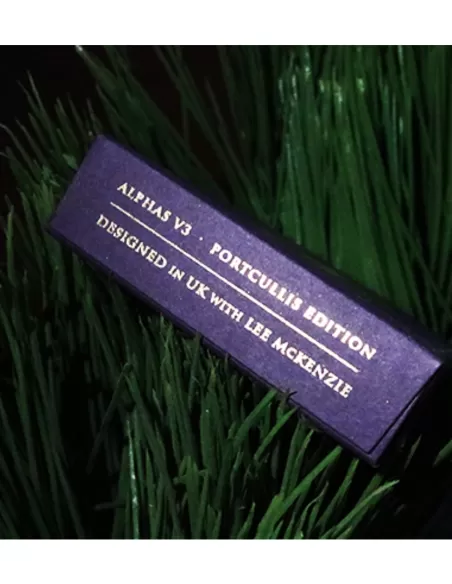 ALPHAS V3 · PORTCULLIS EDITION
DESIGNED IN UK WITH LEE MCKENZIE